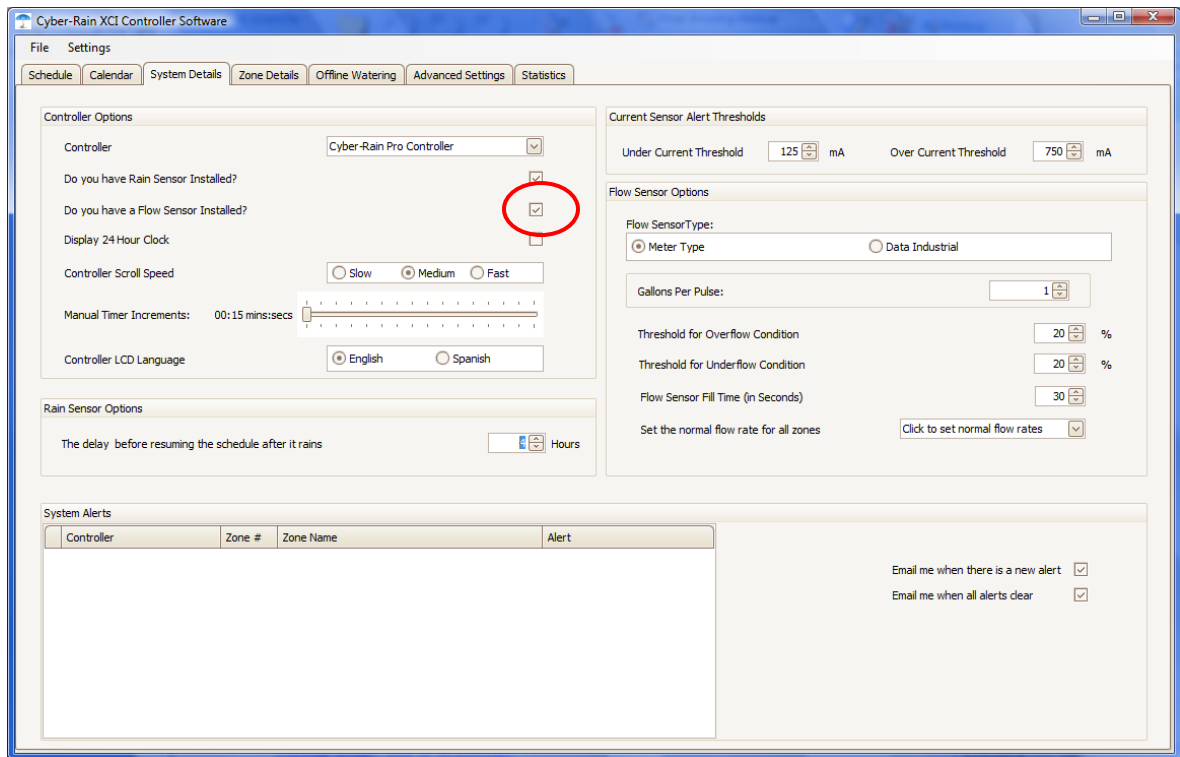 Cyber-Rain XCI Controller Software
File Settings
Schedule Calendar System Details Zone Details Offline Watering Advanced Settings Statistics
Controller Options
Controller Cyber-Rain Pro Controller
Do you have Rain Sensor Installed?
Do you have a Flow Sensor Installed?
Display 24 Hour Clock
Controller Scroll Speed Slow Medium Fast
Manual Timer Increments: 00:15 mins:secs
Controller LCD Language English Spanish
Rain Sensor Options
The delay before resuming the schedule after it rains Hours
Current Sensor Alert Thresholds
Under Current Threshold 125 mA Over Current Threshold 750 mA
Flow Sensor Options
Flow SensorType:
Meter Type Data Industrial
Gallons Per Pulse: 1
Threshold for Overflow Condition 20 %
Threshold for Underflow Condition 20 %
Flow Sensor Fill Time (in Seconds) 30
Set the normal flow rate for all zones Click to set normal flow rates
System Alerts
Controller Zone # Zone Name Alert
Email me when there is a new alert
Email me when all alerts clear